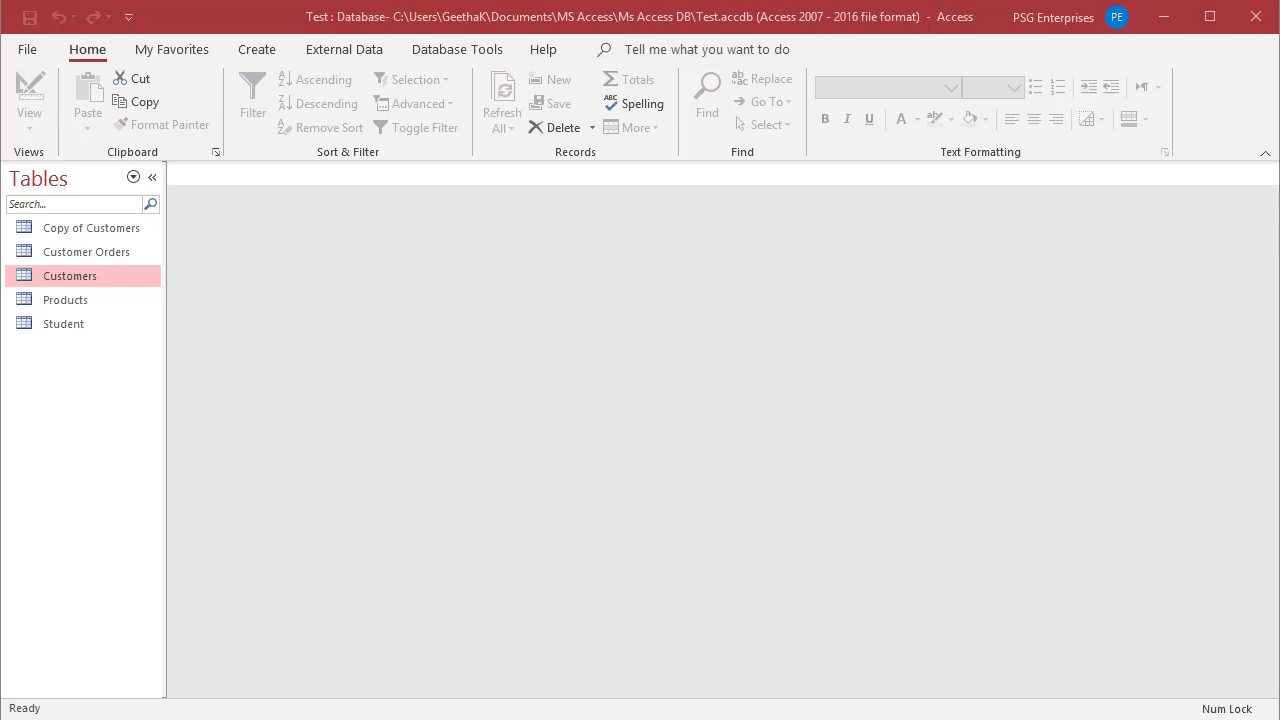 Test : Database- C:\Users\GeethaK\Documents\MS Access\Ms Access DB\Test.accdb (Access 2007 - 2016 file format) - Access
PSG Enterprises PE
File Home My Favorites Create External Data Database Tools Help Tell me what you want to do
View
Views
Paste
Cut
Copy
Format Painter
Clipboard
Filter
Ascending
Descending
Remove Sort
Selection
Advanced
Toggle Filter
Sort & Filter
Refresh
All
New
Save
Delete
Totals
Spelling
More
Records
Find
Replace
Go To
Select
Find
B I U A
Text Formatting
Tables
Search...
Copy of Customers
Customer Orders
Customers
Products
Student
Ready
Num Lock